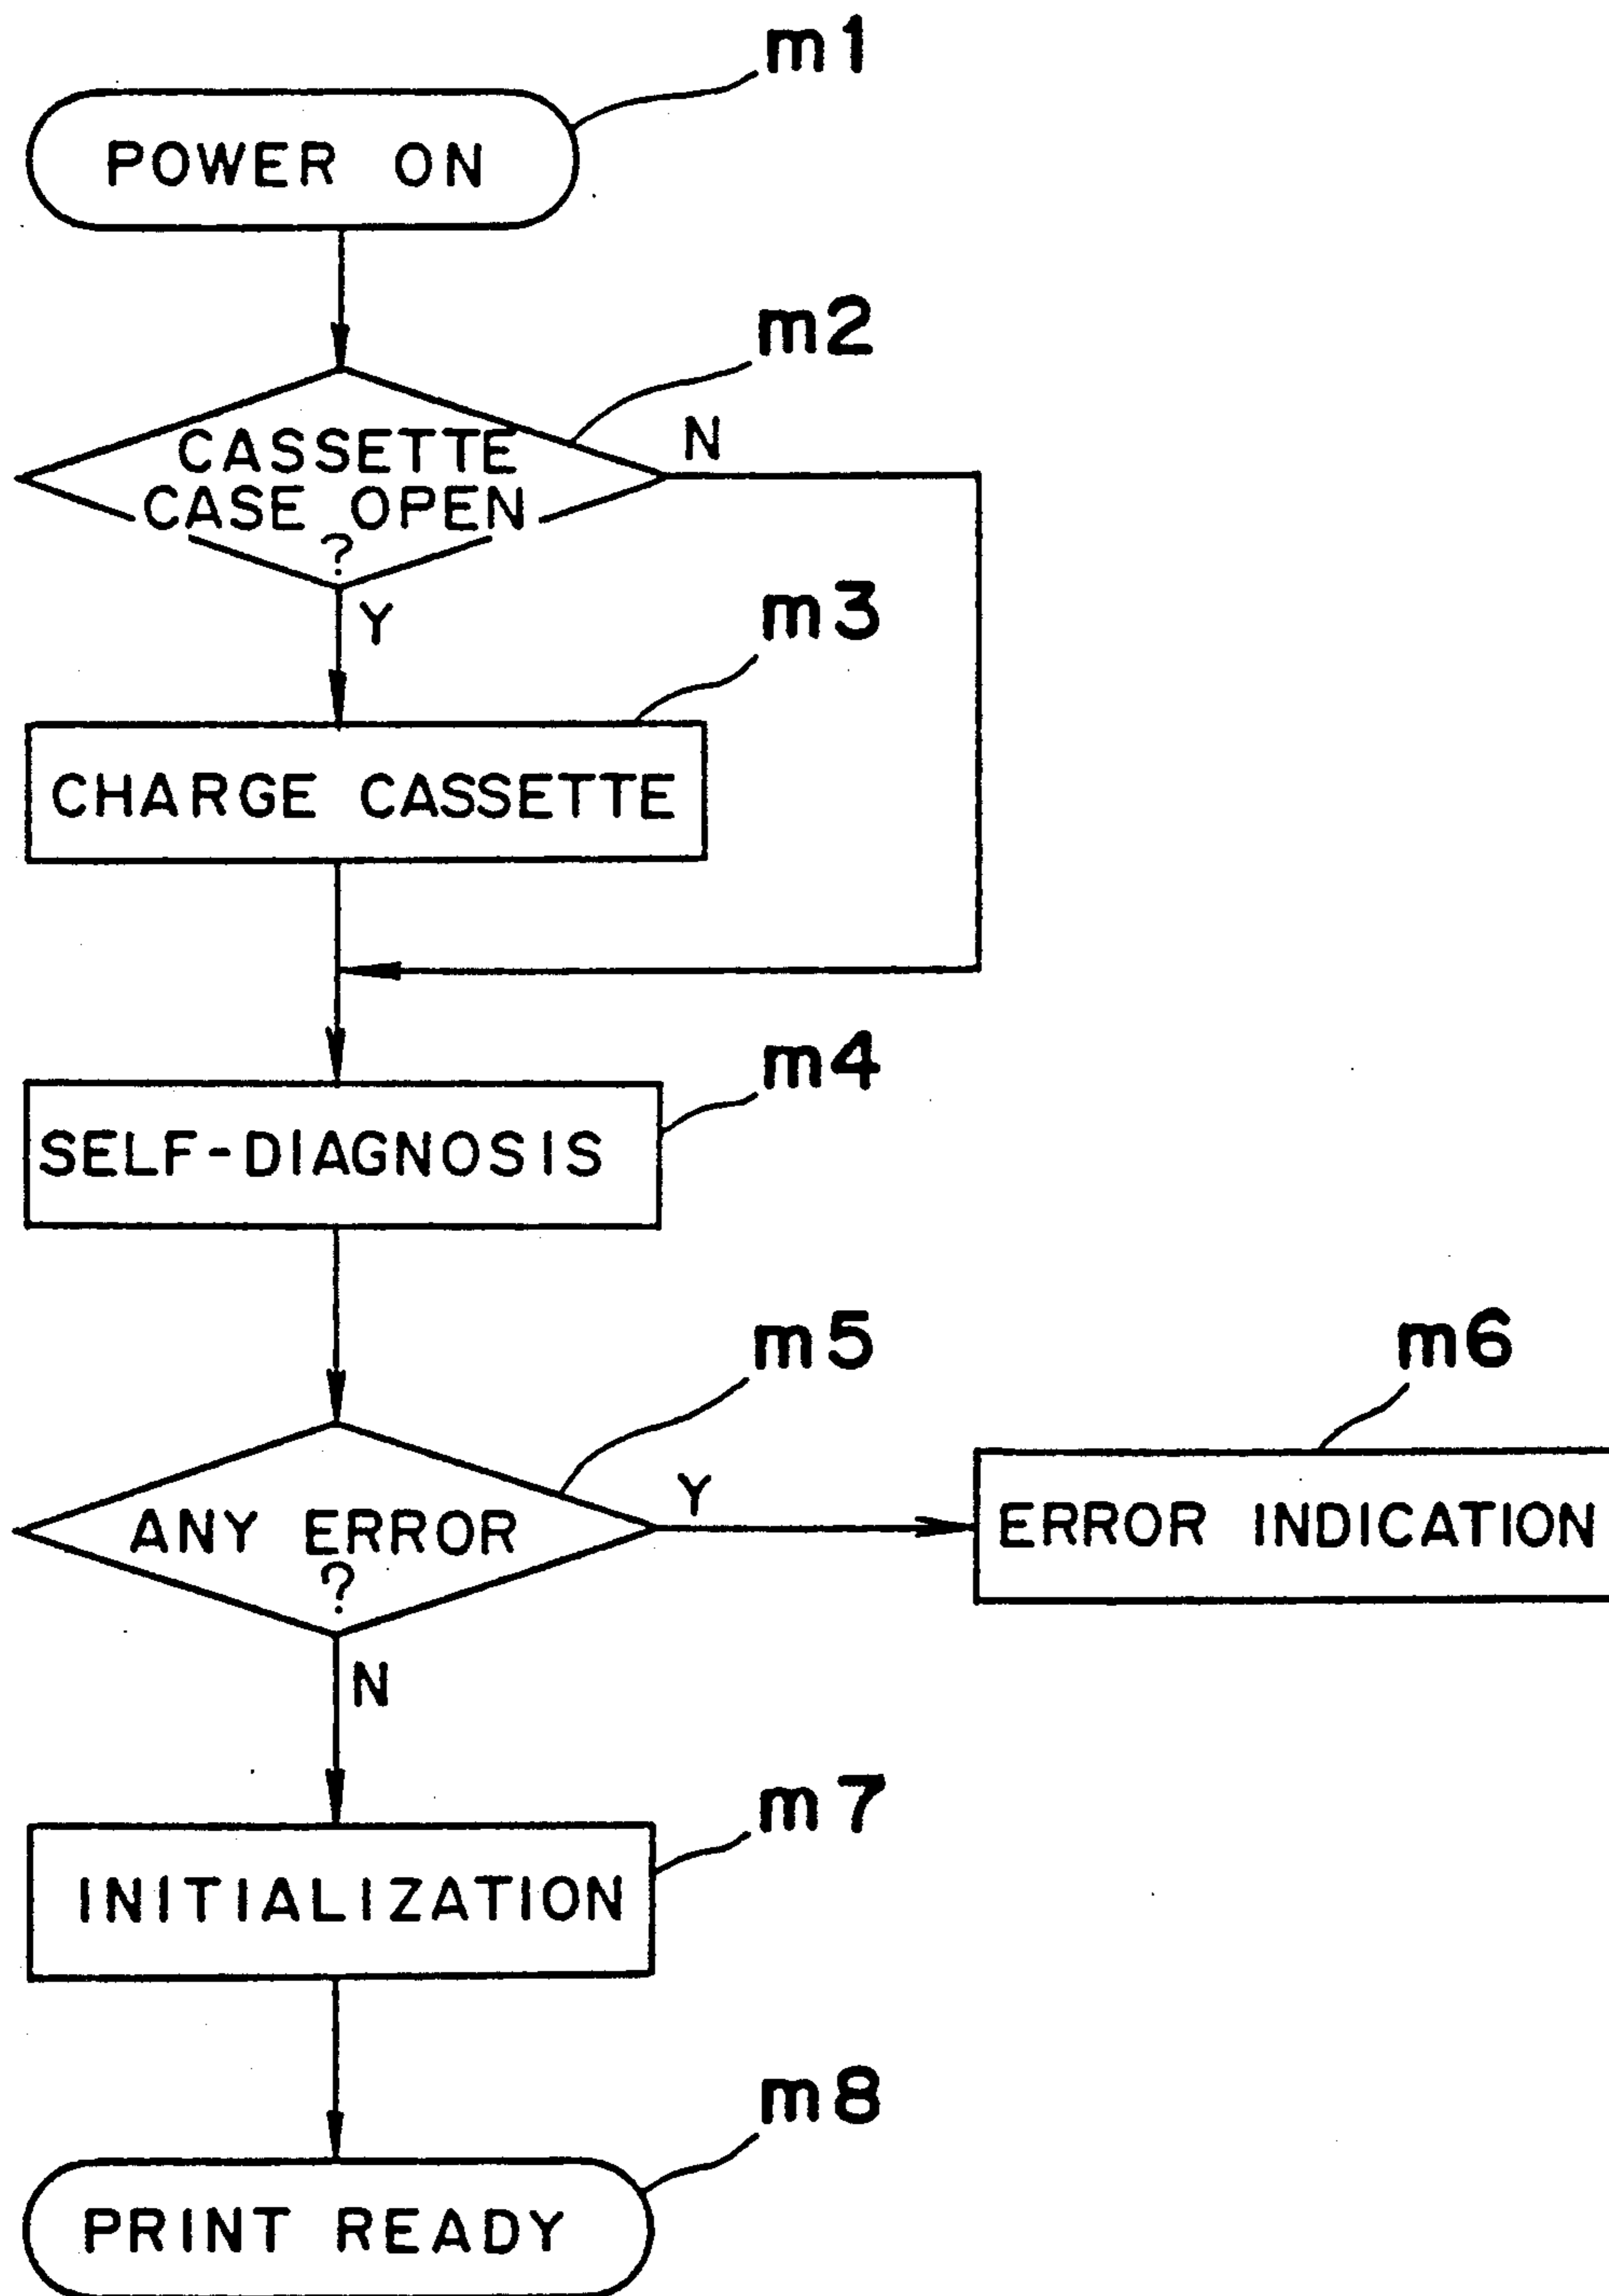 m1
POWER ON
m2
CASSETTE
CASE OPEN
?
N
Y
m3
CHARGE CASSETTE
m4
SELF-DIAGNOSIS
m5
m6
ANY ERROR
?
Y
ERROR INDICATION
N
m7
INITIALIZATION
m8
PRINT READY